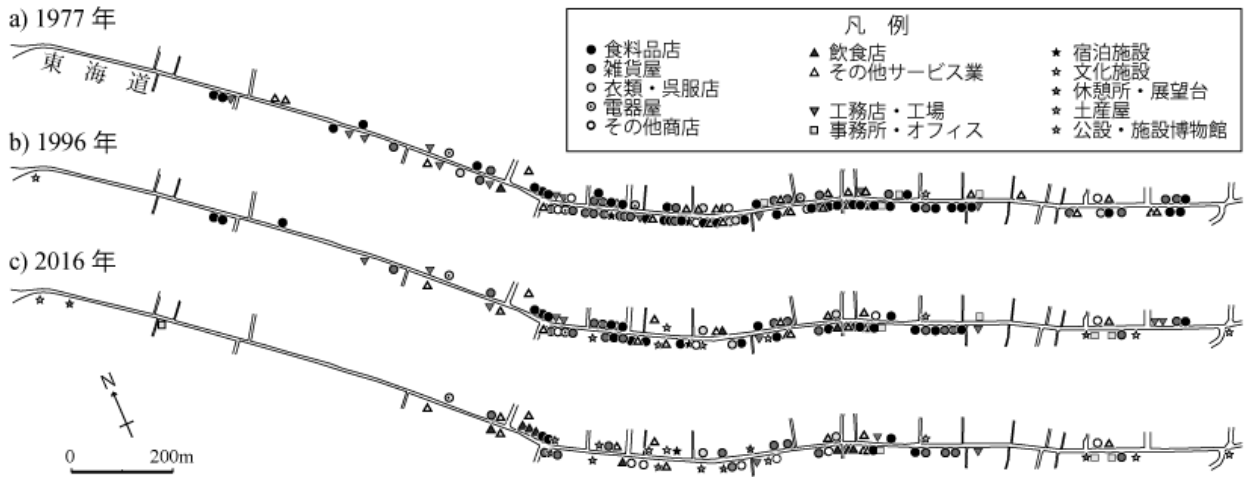 a) 1977 年
東海道
凡 例
食料品店
雑貨屋
衣類・呉服店
電器屋
その他商店
飲食店
その他サービス業
工務店・工場
事務所・オフィス
宿泊施設
文化施設
休憩所・展望台
土産屋
公設・施設博物館
b) 1996 年
c) 2016 年
N
0 200m